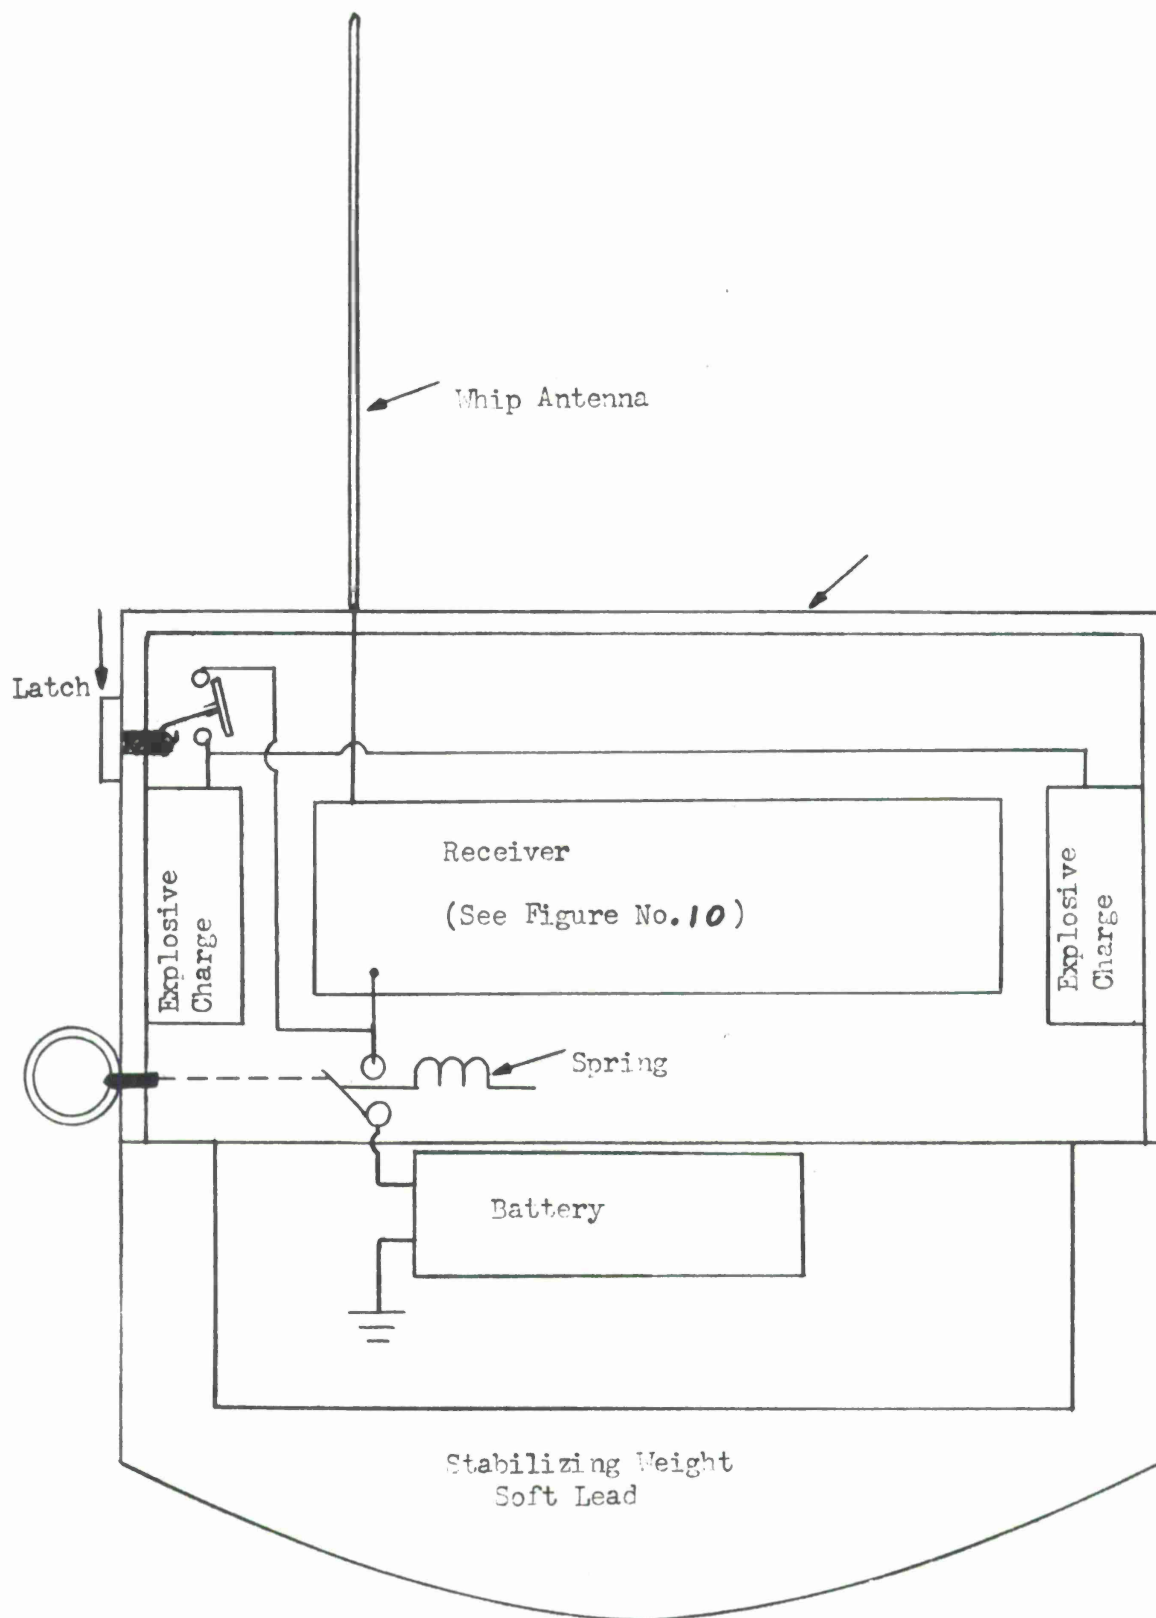 Whip Antenna
Latch
Receiver
(See Figure No.10)
Explosive
Charge
Explosive
Charge
Spring
Battery
Stabilizing Weight
Soft Lead